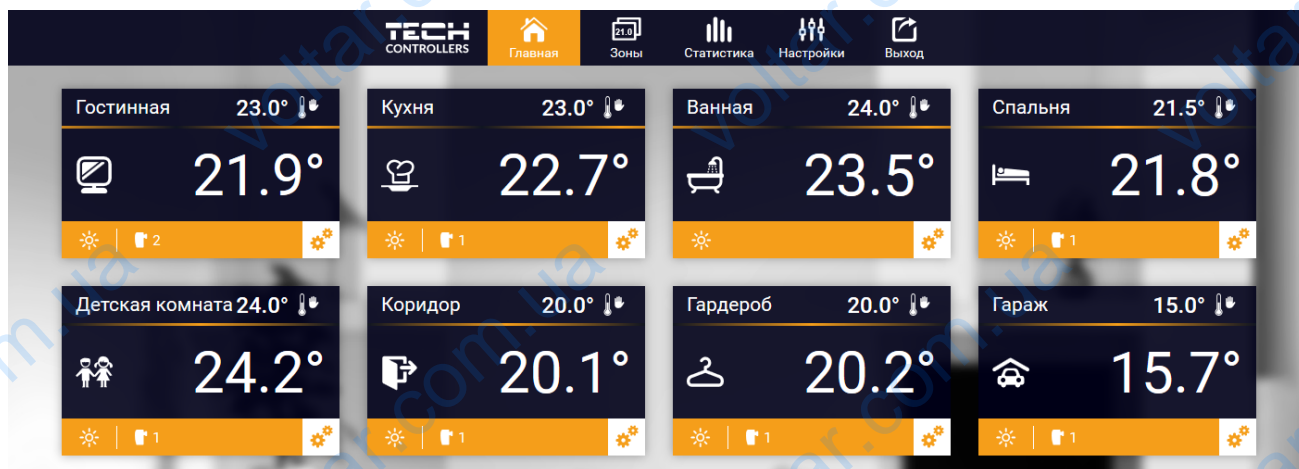 TECH
CONTROLLERS
Главная
21.0
Зоны
Статистика
Настройки
Выход
Гостинная 23.0°
21.9°
2
Кухня 23.0°
22.7°
1
Ванная 24.0°
23.5°
Спальня 21.5°
21.8°
1
Детская комната 24.0°
24.2°
1
Коридор 20.0°
20.1°
1
Гардероб 20.0°
20.2°
1
Гараж 15.0°
15.7°
1
voltar.com.ua